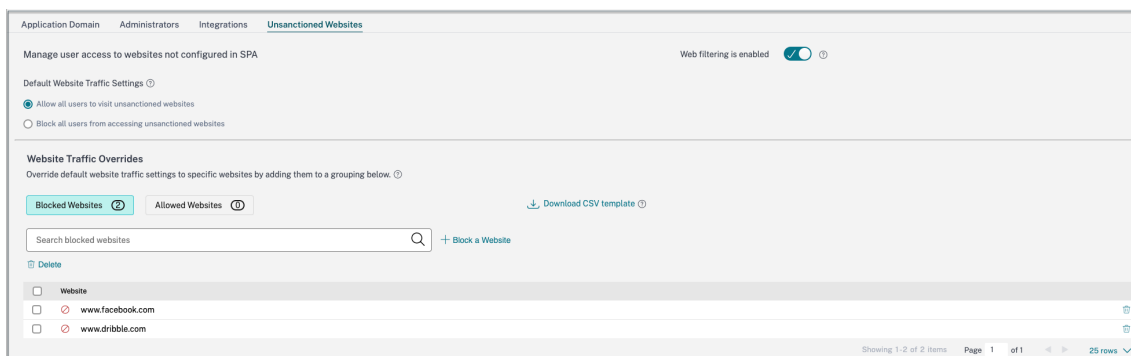 Application Domain Administrators Integrations Unsanctioned Websites
Manage user access to websites not configured in SPA
Web filtering is enabled
Default Website Traffic Settings
Allow all users to visit unsanctioned websites
Block all users from accessing unsanctioned websites
Website Traffic Overrides
Override default website traffic settings to specific websites by adding them to a grouping below.
Blocked Websites 2 Allowed Websites 0 Download CSV template
Search blocked websites + Block a Website
Delete
Website
www.facebook.com
www.dribble.com
Showing 1-2 of 2 items Page 1 of 1 25 rows